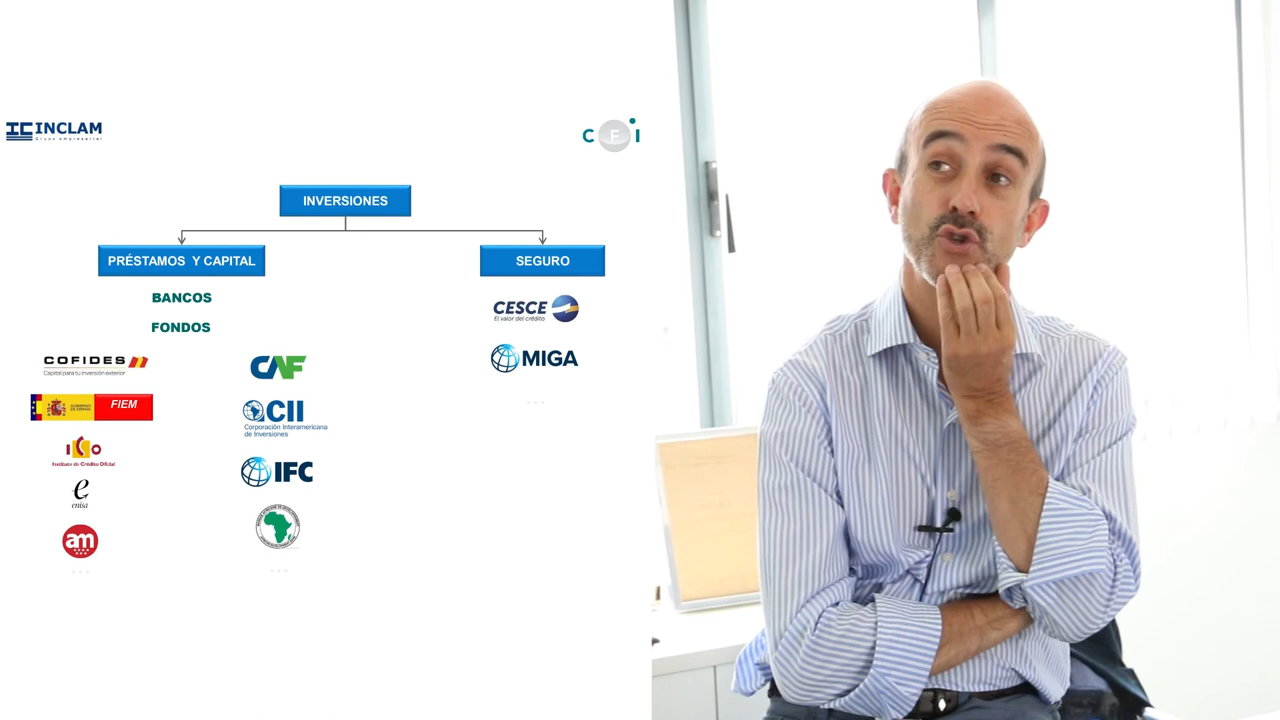 INCLAM
Grupo empresarial
CFi
INVERSIONES
PRÉSTAMOS Y CAPITAL
SEGURO
BANCOS
FONDOS
CESCE
El valor del crédito
MIGA
...
COFIDES
Capital para tu inversión exterior
GOBIERNO
DE ESPAÑA
FIEM
ICO
Instituto de Crédito Oficial
e
enisa
am
...
CAF
CII
Corporación Interamericana
de Inversiones
IFC
...